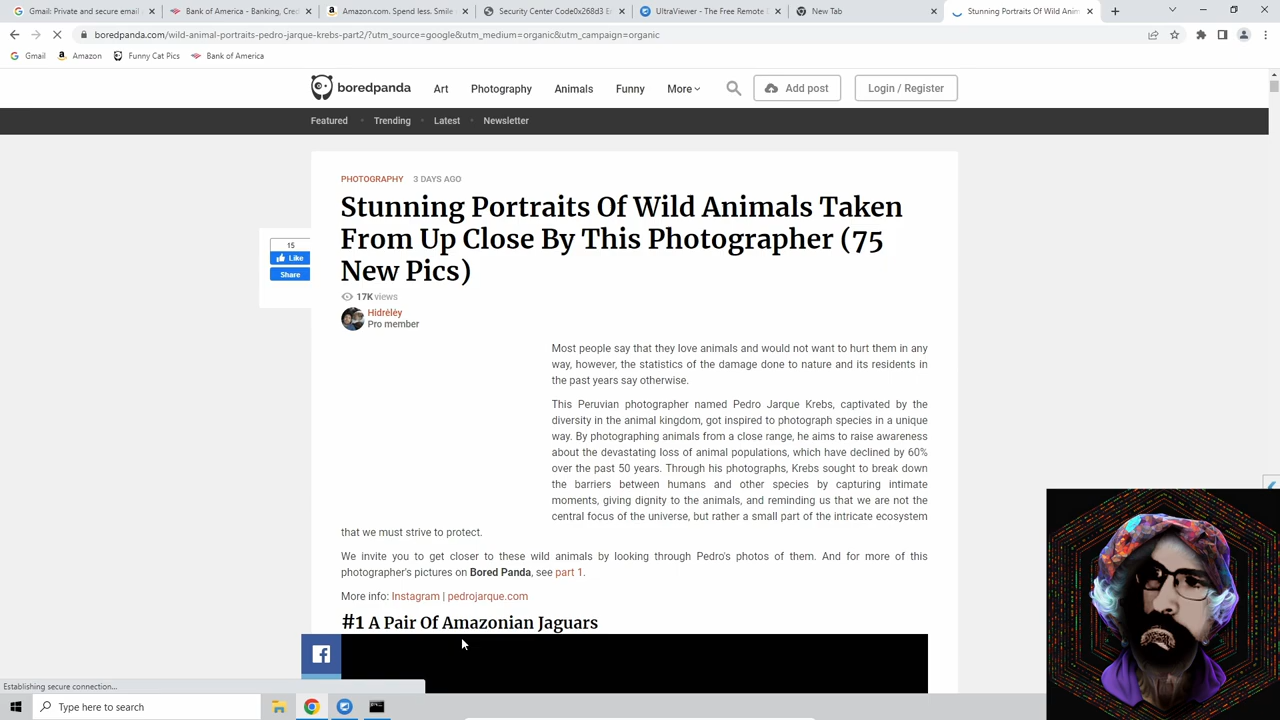 Gmail: Private and secure email
Bank of America - Banking, Cred
Amazon.com. Spend less. Smile
Security Center Code0x268d3 E
UltraViewer - The Free Remote
New Tab
Stunning Portraits Of Wild Anim
boredpanda.com/wild-animal-portraits-pedro-jarque-krebs-part2/?utm_source=google&utm_medium=organic&utm_campaign=organic
Gmail Amazon Funny Cat Pics Bank of America
boredpanda Art Photography Animals Funny More Add post Login / Register
Featured Trending Latest Newsletter
PHOTOGRAPHY 3 DAYS AGO
Stunning Portraits Of Wild Animals Taken
From Up Close By This Photographer (75
New Pics)
15
Like
Share
17K views
Hidrėlėy
Pro member
Most people say that they love animals and would not want to hurt them in any
way, however, the statistics of the damage done to nature and its residents in
the past years say otherwise.
This Peruvian photographer named Pedro Jarque Krebs, captivated by the
diversity in the animal kingdom, got inspired to photograph species in a unique
way. By photographing animals from a close range, he aims to raise awareness
about the devastating loss of animal populations, which have declined by 60%
over the past 50 years. Through his photographs, Krebs sought to break down
the barriers between humans and other species by capturing intimate
moments, giving dignity to the animals, and reminding us that we are not the
central focus of the universe, but rather a small part of the intricate ecosystem
that we must strive to protect.
We invite you to get closer to these wild animals by looking through Pedro's photos of them. And for more of this
photographer's pictures on Bored Panda, see part 1.
More info: Instagram | pedrojarque.com
#1 A Pair Of Amazonian Jaguars
Establishing secure connection...
Type here to search